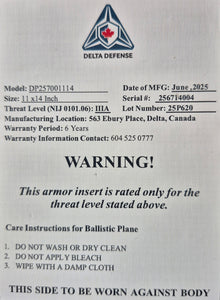 DELTA DEFENSE
Model: DP257001114
Date of MFG: June ,2025
Size: 11 x14 Inch
Serial #: 256714004
Threat Level (NIJ 0101.06): IIIA
Lot Number: 25P620
Manufacturing Location: 563 Ebury Place, Delta, Canada
Warranty Period: 6 Years
Warranty Information Contact: 604 525 0777
WARNING!
This armor insert is rated only for the
threat level stated above.
Care Instructions for Ballistic Plane
1. DO NOT WASH OR DRY CLEAN
2. DO NOT APPLY BLEACH
3. WIPE WITH A DAMP CLOTH
THIS SIDE TO BE WORN AGAINST BODY